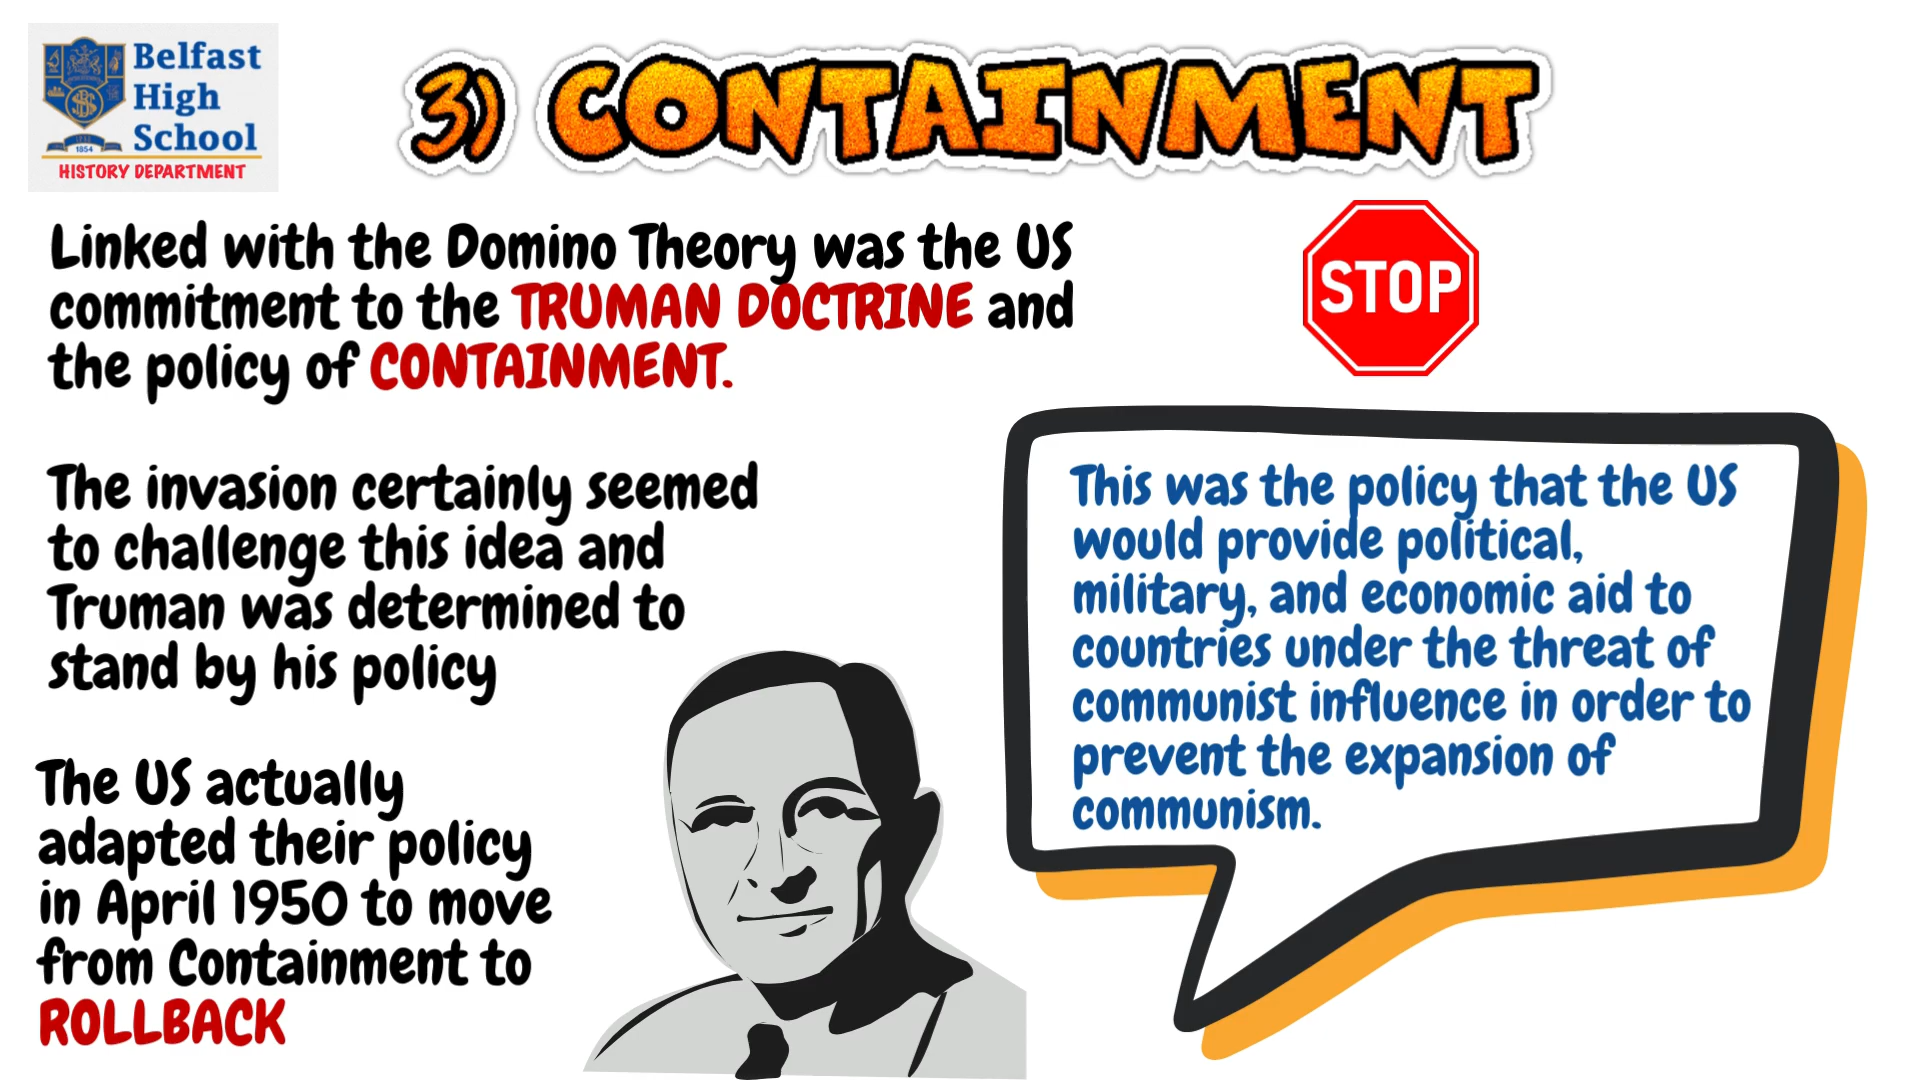 Belfast
High
School
1854
HISTORY DEPARTMENT
3) CONTAINMENT
Linked with the Domino Theory was the US
commitment to the TRUMAN DOCTRINE and
the policy of CONTAINMENT.
STOP
The invasion certainly seemed
to challenge this idea and
Truman was determined to
stand by his policy
The US actually
adapted their policy
in April 1950 to move
from Containment to
ROLLBACK
This was the policy that the US
would provide political,
military, and economic aid to
countries under the threat of
communist influence in order to
prevent the expansion of
communism.